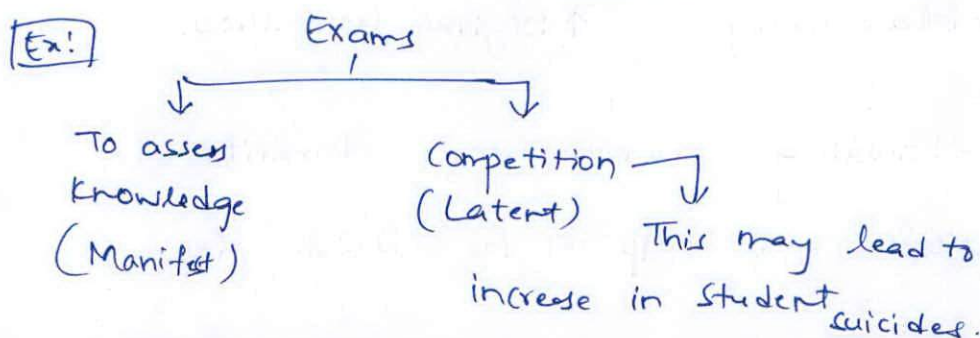 Ex!
Exams
To assess
Knowledge
(Manifest)
Competition
(Latent)
This may lead to
increase in student suicides.